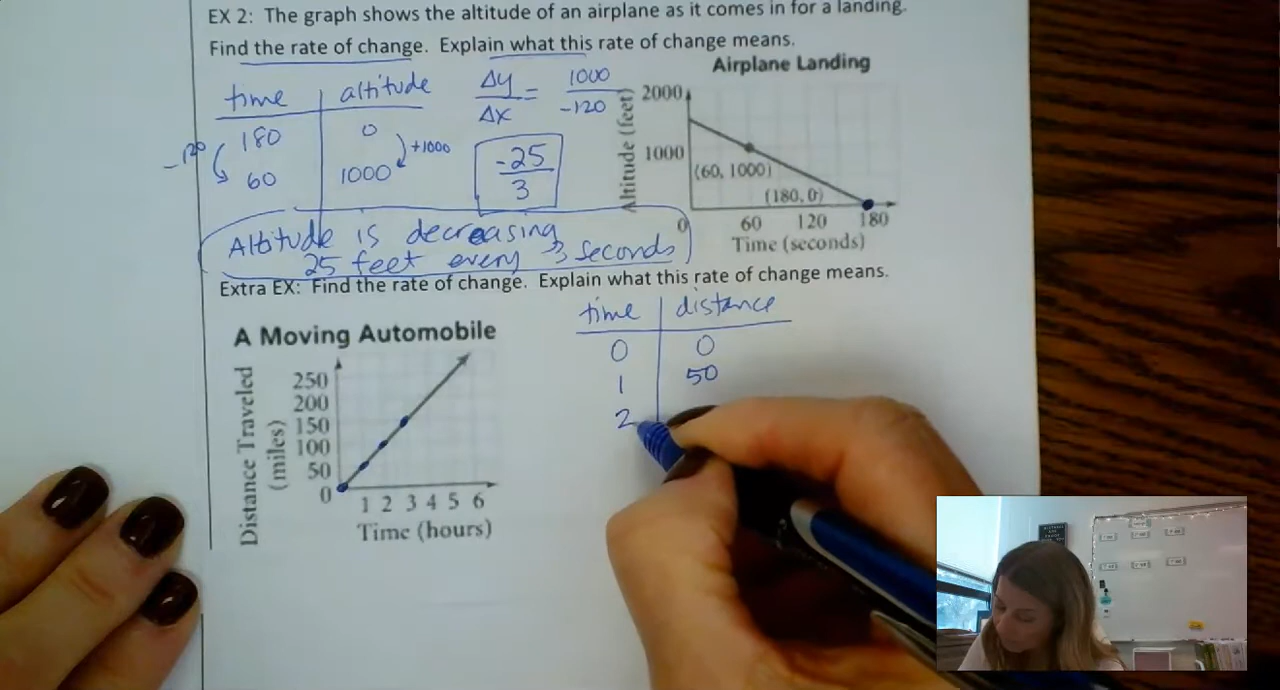 EX 2: The graph shows the altitude of an airplane as it comes in for a landing.
Find the rate of change. Explain what this rate of change means.
time | altitude
180 | 0
60 | 1000
-120
+1000
Δy/Δx = 1000/-120
-25/3
Altitude is decreasing
25 feet every 3 seconds
Airplane Landing
Altitude (feet)
2000
1000
0
(60, 1000)
(180, 0)
60 120 180
Time (seconds)
Extra EX: Find the rate of change. Explain what this rate of change means.
A Moving Automobile
Distance Traveled
(miles)
250
200
150
100
50
0
1 2 3 4 5 6
Time (hours)
time | distance
0 | 0
1 | 50
2